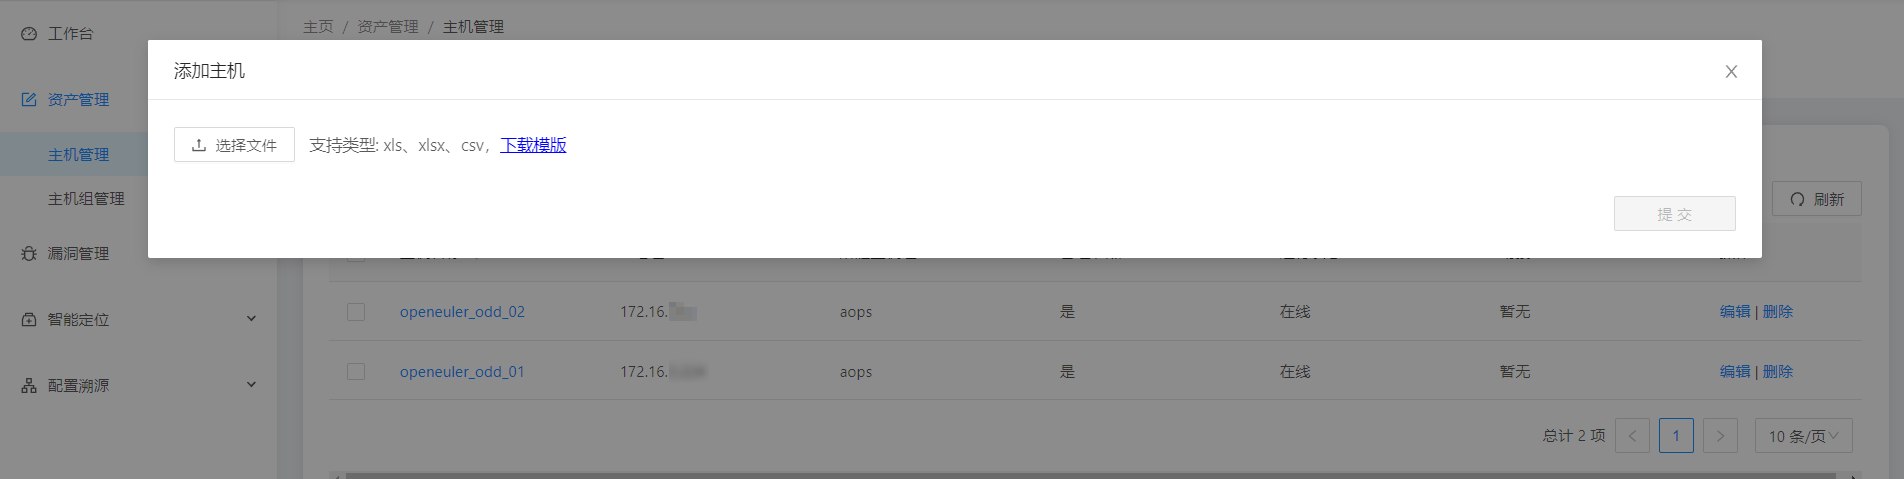 工作台
主页 / 资产管理 / 主机管理
添加主机
资产管理
选择文件 支持类型: xls、xlsx、csv，下载模版
主机管理
主机组管理
刷新
提 交
漏洞管理
openeuler_odd_02 172.16. aops 是 在线 暂无 编辑 | 删除
智能定位
openeuler_odd_01 172.16. aops 是 在线 暂无 编辑 | 删除
配置溯源
总计 2 项 1 10 条/页